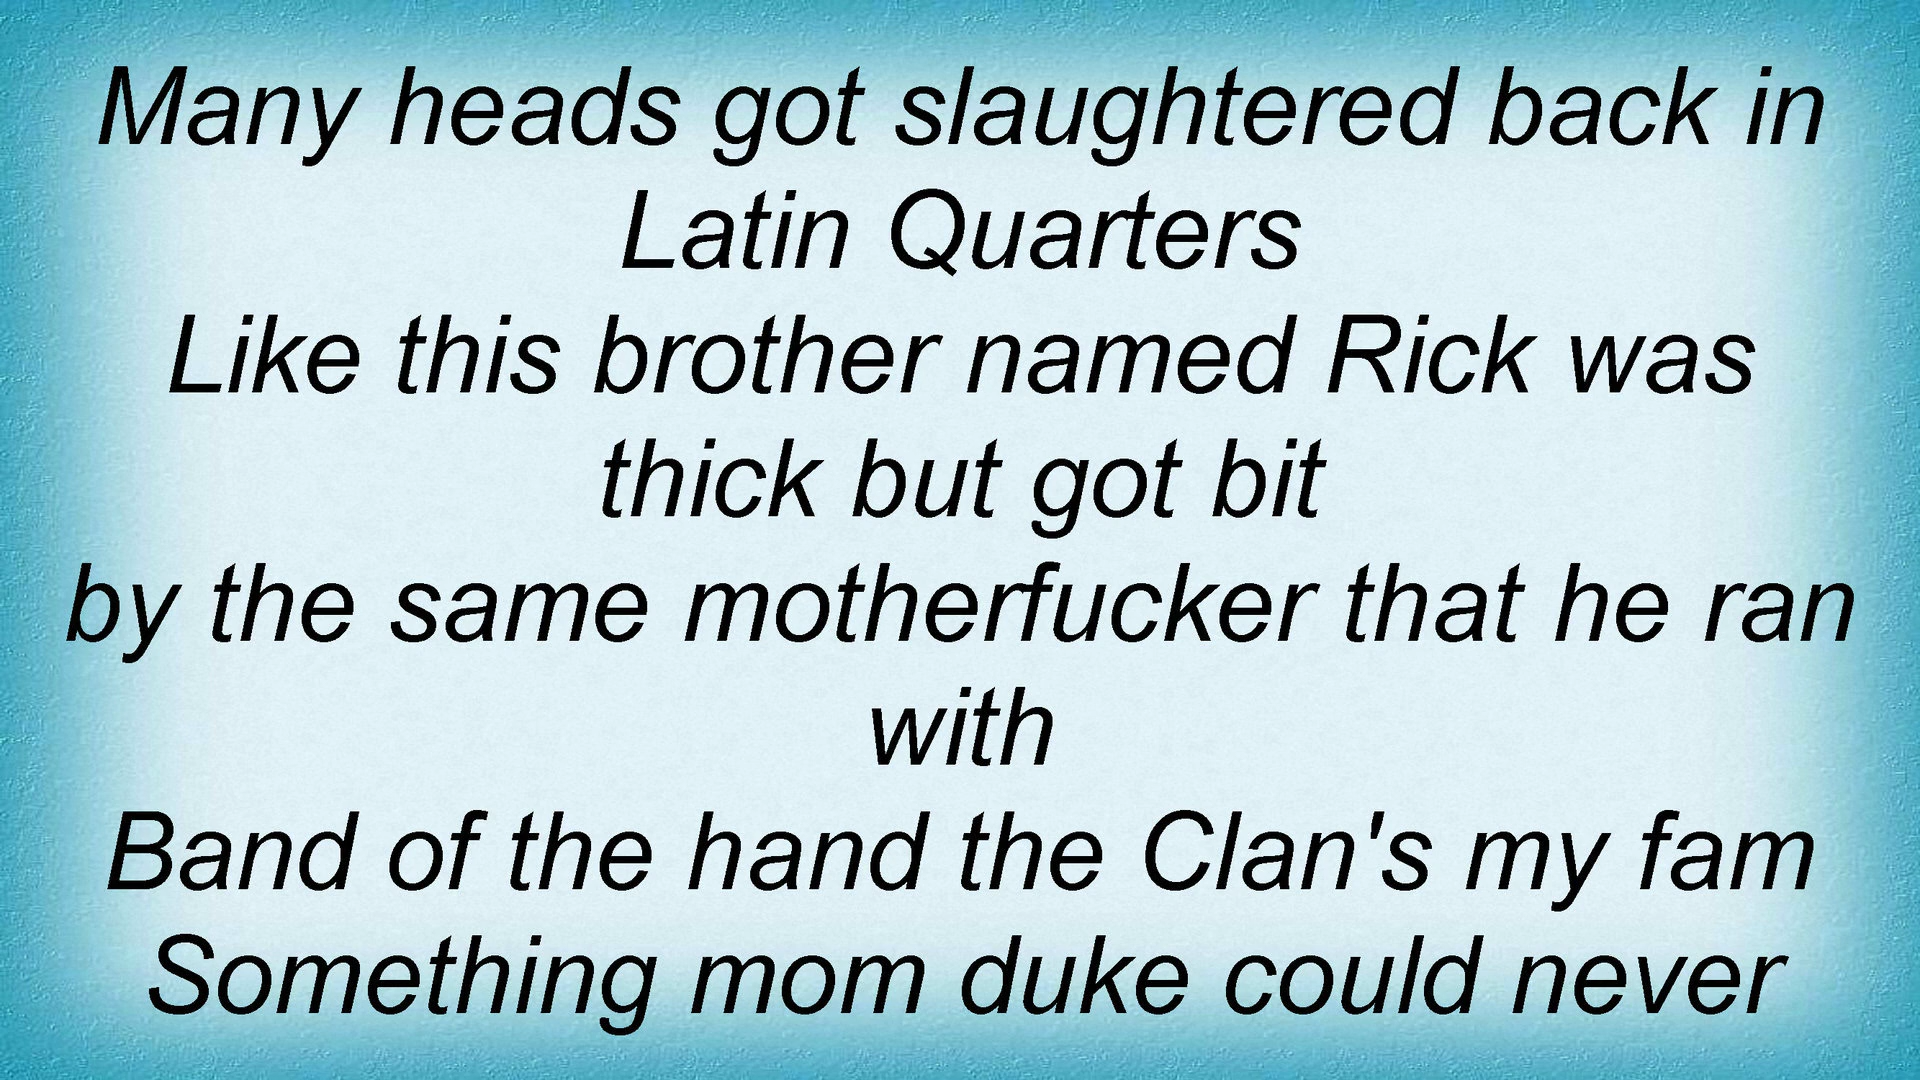 Many heads got slaughtered back in
Latin Quarters
Like this brother named Rick was
thick but got bit
by the same motherfucker that he ran
with
Band of the hand the Clan's my fam
Something mom duke could never